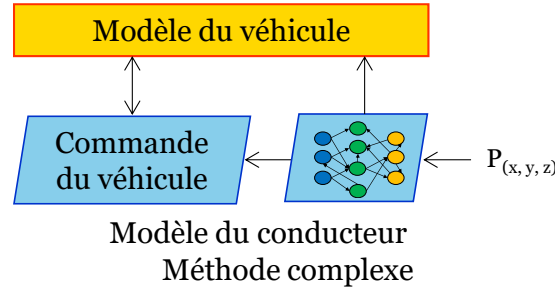 Modèle du véhicule
Commande
du véhicule
P(x, y, z)
Modèle du conducteur
Méthode complexe